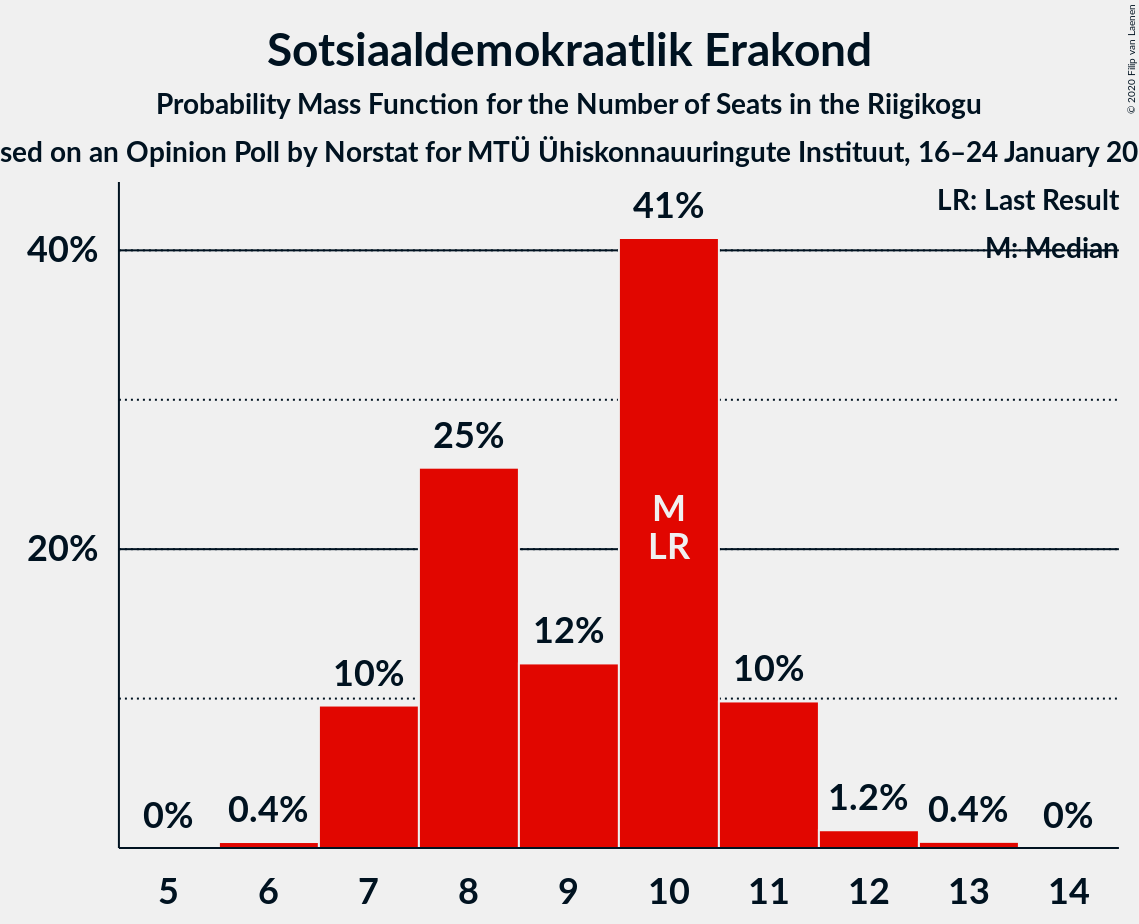 Sotsiaaldemokraatlik Erakond
Probability Mass Function for the Number of Seats in the Riigikogu
sed on an Opinion Poll by Norstat for MTÜ Ühiskonnauuringute Instituut, 16–24 January 20
© 2020 Filip van Laenen
LR: Last Result
M: Median
40%
20%
0%
0.4%
10%
25%
12%
41%
M
LR
10%
1.2%
0.4%
0%
5 6 7 8 9 10 11 12 13 14